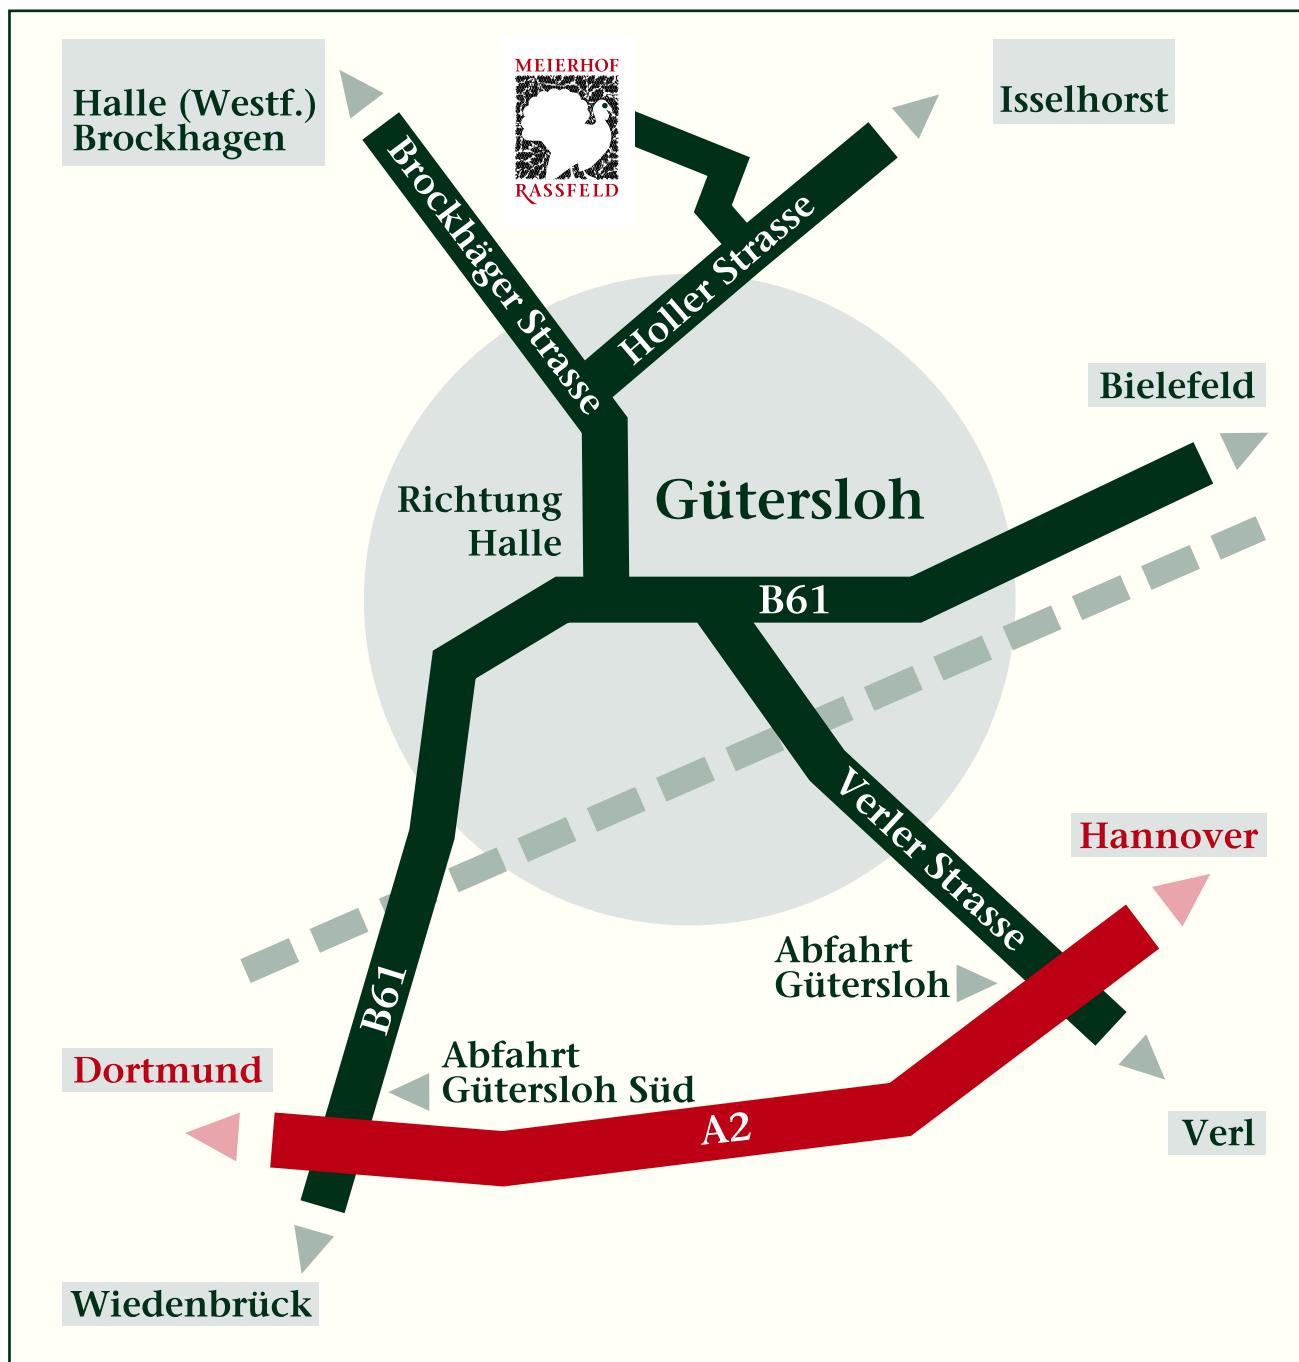 MEIERHOF
RASSFELD
Halle (Westf.)
Brockhagen
Isselhorst
Brockhäger Strasse
Holler Strasse
Bielefeld
Richtung
Halle
Gütersloh
B61
Verler Strasse
Hannover
Abfahrt
Gütersloh
B61
Abfahrt
Gütersloh Süd
Dortmund
A2
Verl
Wiedenbrück